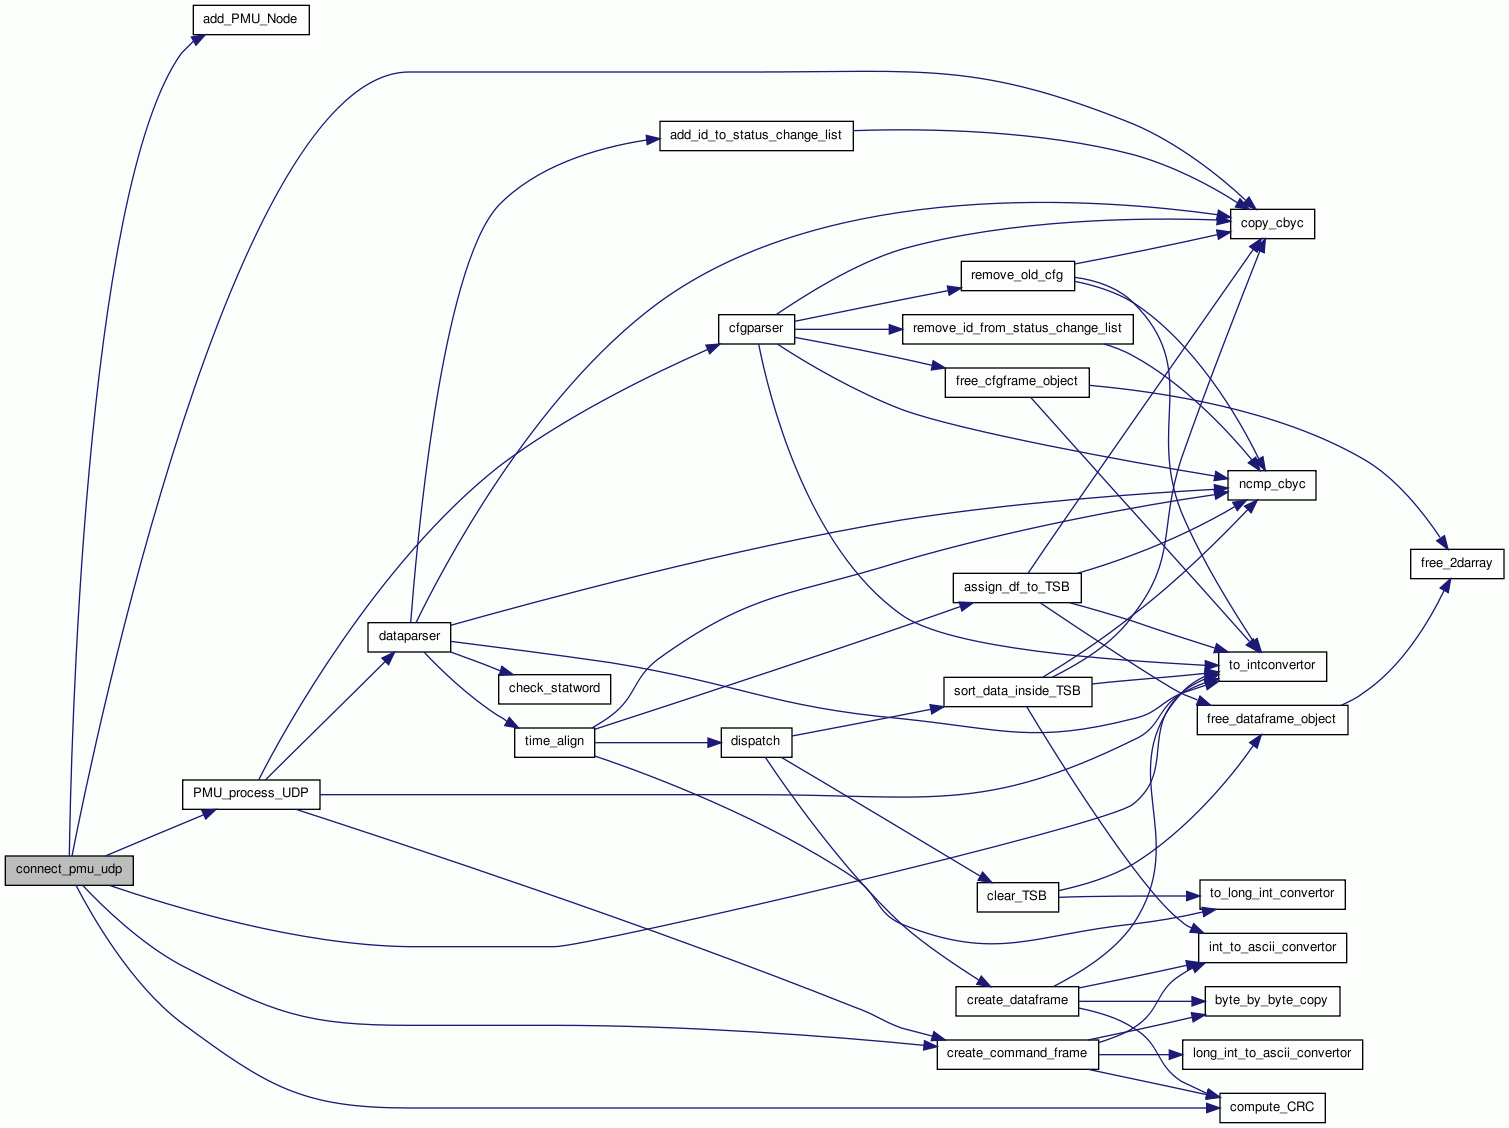 add_PMU_Node
add_id_to_status_change_list
copy_cbyc
remove_old_cfg
cfgparser
remove_id_from_status_change_list
free_cfgframe_object
ncmp_cbyc
free_2darray
assign_df_to_TSB
dataparser
to_intconvertor
check_statword
sort_data_inside_TSB
free_dataframe_object
time_align
dispatch
PMU_process_UDP
connect_pmu_udp
clear_TSB
to_long_int_convertor
int_to_ascii_convertor
create_dataframe
byte_by_byte_copy
create_command_frame
long_int_to_ascii_convertor
compute_CRC